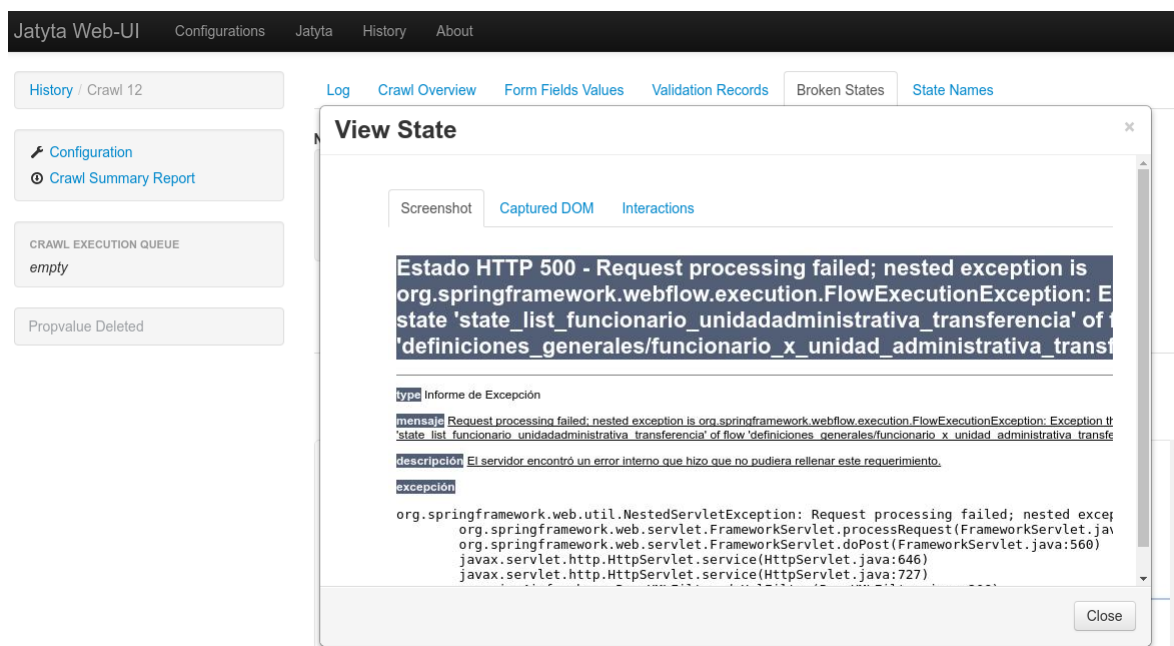 Jatyta Web-UI Configurations Jatyta History About
History / Crawl 12
Configuration
Crawl Summary Report
CRAWL EXECUTION QUEUE
empty
Propvalue Deleted
Log Crawl Overview Form Fields Values Validation Records Broken States State Names
View State ×
Screenshot Captured DOM Interactions
Estado HTTP 500 - Request processing failed; nested exception is
org.springframework.webflow.execution.FlowExecutionException: E
state 'state_list_funcionario_unidadadministrativa_transferencia' of f
'definiciones_generales/funcionario_x_unidad_administrativa_transf
type Informe de Excepción
mensaje Request processing failed; nested exception is org.springframework.webflow.execution.FlowExecutionException: Exception th
'state_list_funcionario_unidadadministrativa_transferencia' of flow 'definiciones_generales/funcionario_x_unidad_administrativa_transfe
descripción El servidor encontró un error interno que hizo que no pudiera rellenar este requerimiento.
excepción
org.springframework.web.util.NestedServletException: Request processing failed; nested excep
org.springframework.web.servlet.FrameworkServlet.processRequest(FrameworkServlet.jav
org.springframework.web.servlet.FrameworkServlet.doPost(FrameworkServlet.java:560)
javax.servlet.http.HttpServlet.service(HttpServlet.java:646)
javax.servlet.http.HttpServlet.service(HttpServlet.java:727)
Close